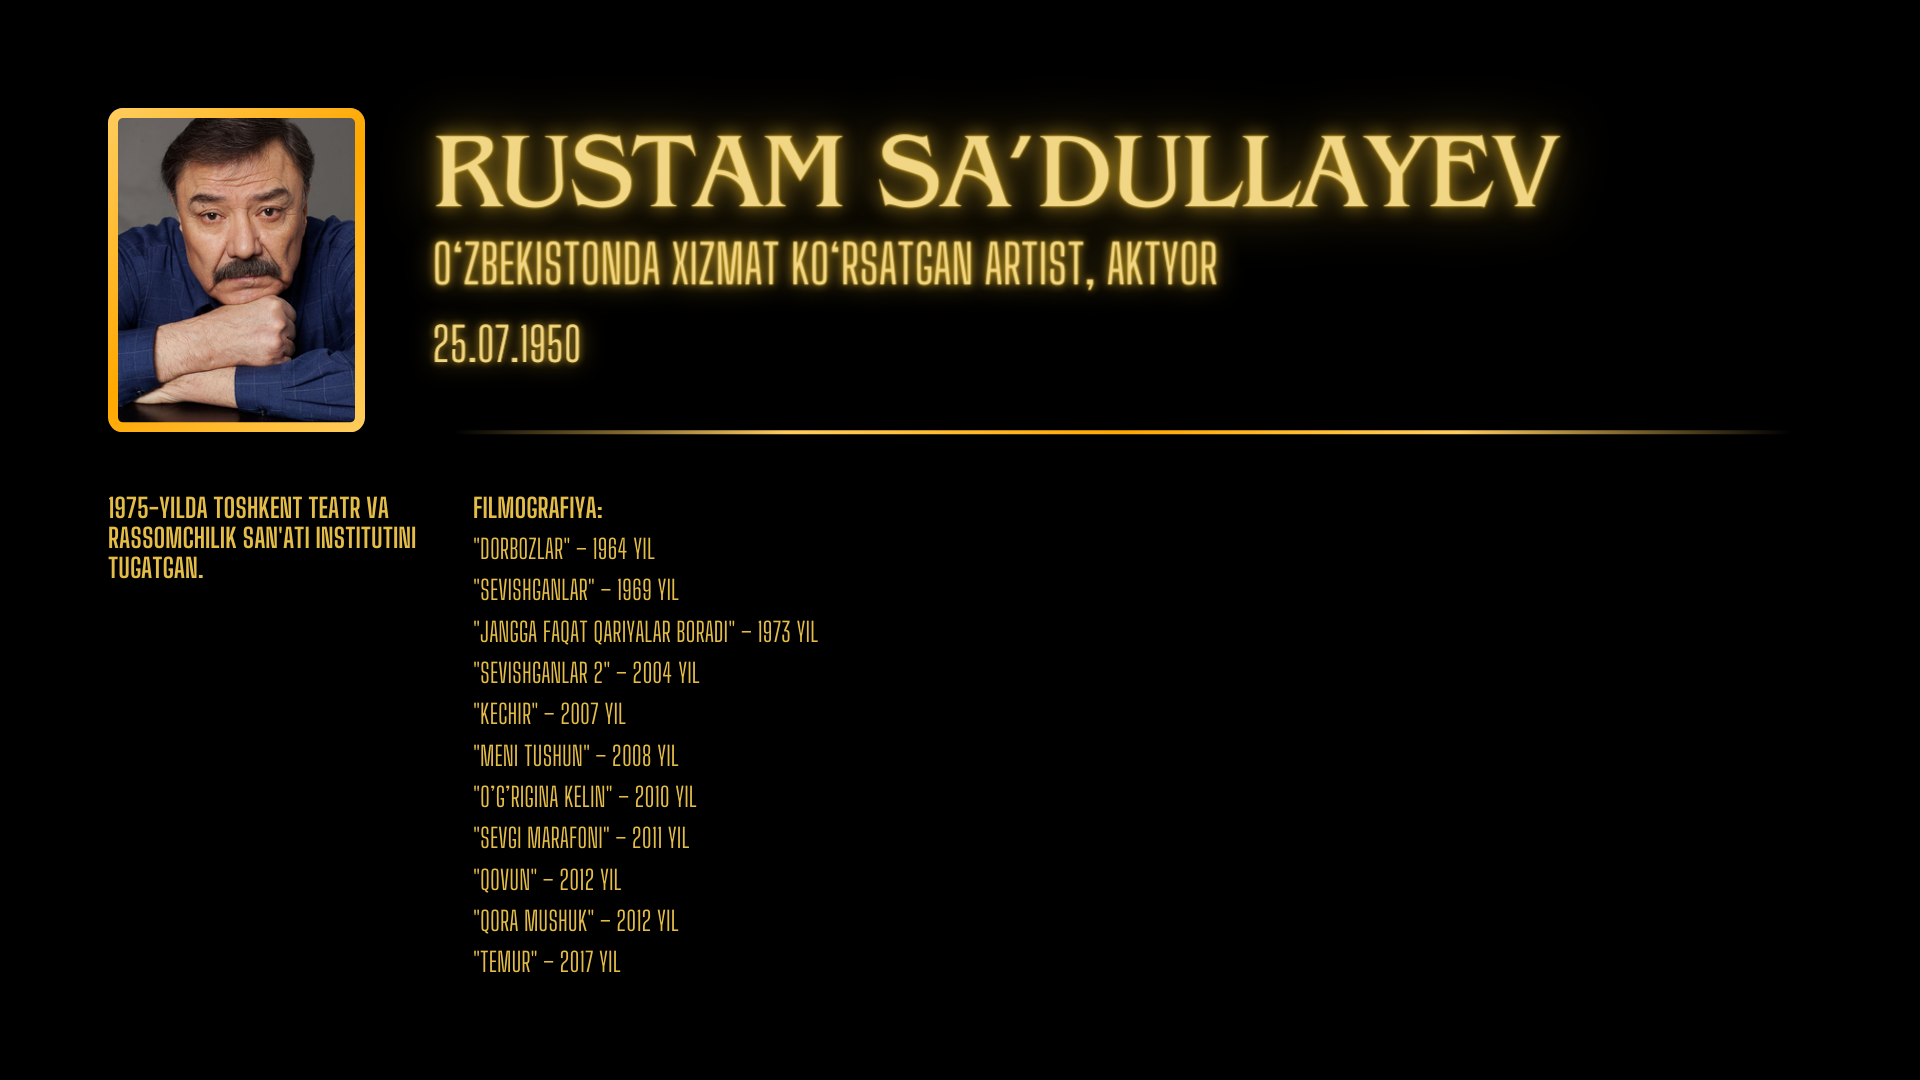 RUSTAM SA’DULLAYEV
O‘ZBEKISTONDA XIZMAT KO‘RSATGAN ARTIST, AKTYOR
25.07.1950
1975-YILDA TOSHKENT TEATR VA
RASSOMCHILIK SAN'ATI INSTITUTINI
TUGATGAN.
FILMOGRAFIYA:
"DORBOZLAR" – 1964 YIL
"SEVISHGANLAR" – 1969 YIL
"JANGGA FAQAT QARIYALAR BORADI" – 1973 YIL
"SEVISHGANLAR 2" – 2004 YIL
"KECHIR" – 2007 YIL
"MENI TUSHUN" – 2008 YIL
"O’G’RIGINA KELIN" – 2010 YIL
"SEVGI MARAFONI" – 2011 YIL
"QOVUN" – 2012 YIL
"QORA MUSHUK" – 2012 YIL
"TEMUR" – 2017 YIL